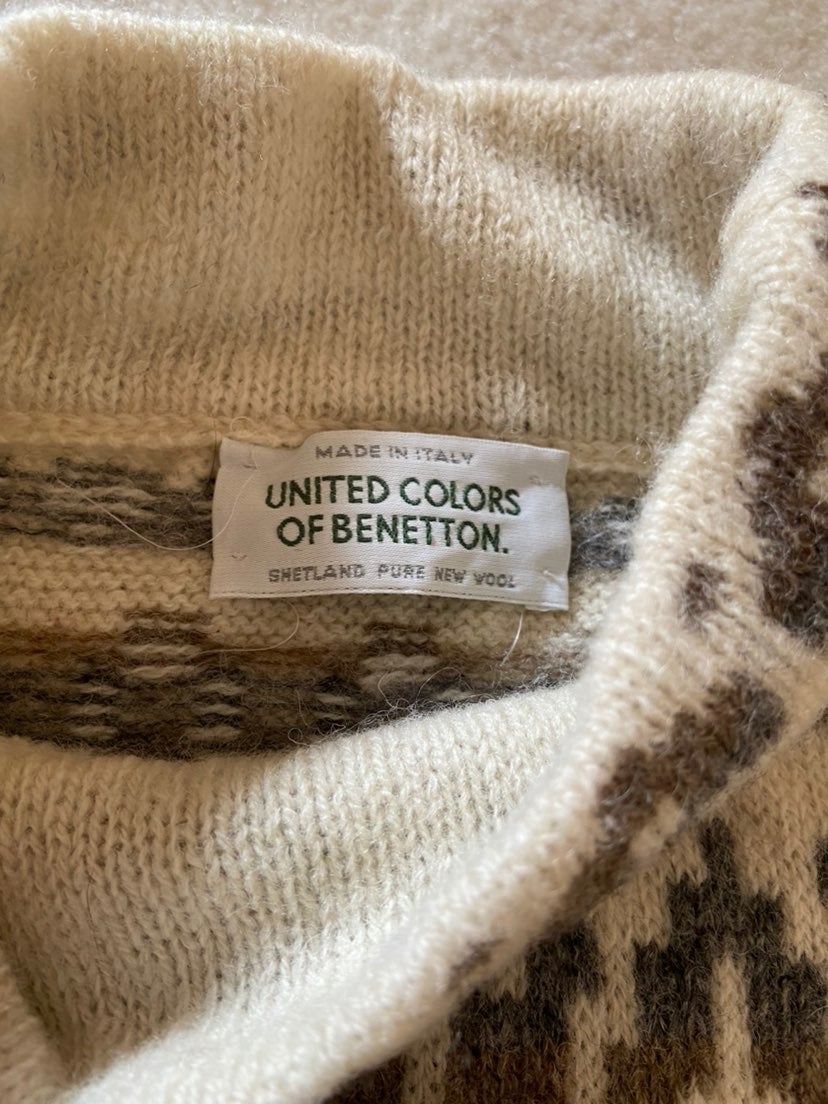 MADE IN ITALY
UNITED COLORS
OF BENETTON.
SHETLAND PURE NEW WOOL